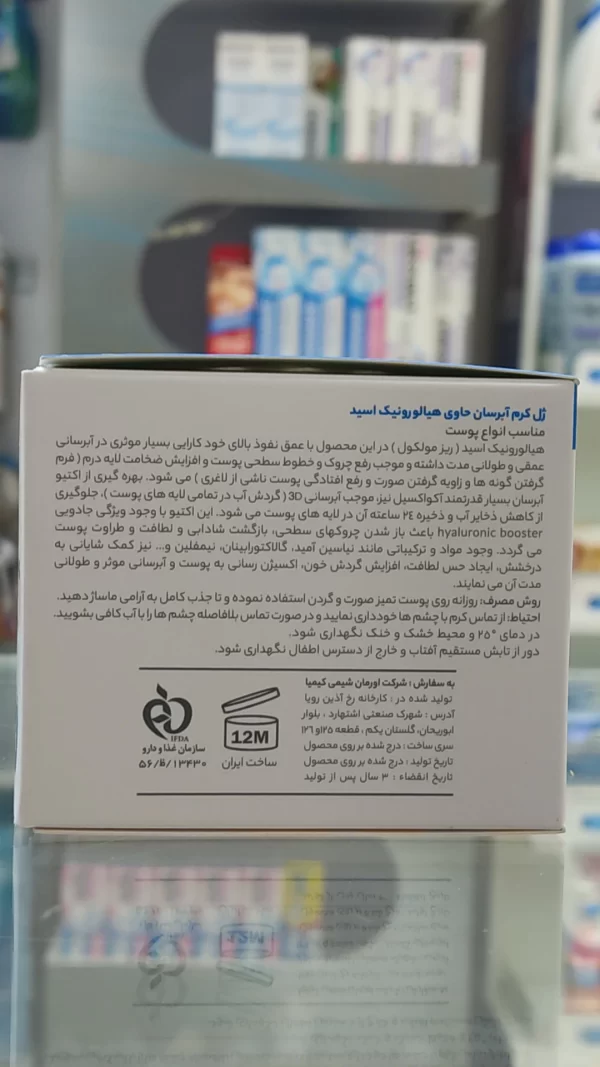 ژل کرم آبرسان حاوی هیالورونیک اسید
مناسب انواع پوست
هیالورونیک اسید ( ریز مولکول ) در این محصول با عمق نفوذ بالای خود کارایی بسیار موثری در آبرسانی
عمقی و طولانی مدت داشته و موجب رفع چروک و خطوط سطحی پوست و افزایش ضخامت لایه درم ( فرم
گرفتن گونه ها و زاویه گرفتن صورت و رفع افتادگی پوست ناشی از لاغری ) می شود. بهره گیری از اکتیو
آبرسان بسیار قدرتمند آکواکسیل نیز، موجب آبرسانی 3D ( گردش آب در تمامی لایه های پوست )، جلوگیری
از کاهش ذخایر آب و ذخیره ۲٤ ساعته آن در لایه های پوست می شود. این اکتیو با وجود ویژگی جادویی
hyaluronic booster باعث باز شدن چروکهای سطحی، بازگشت شادابی و لطافت و طراوت پوست
می گردد. وجود مواد و ترکیباتی مانند نیاسین آمید، گالاکتورابینان، نیمفلین و... نیز کمک شایانی به
درخشش، ایجاد حس لطافت، افزایش گردش خون، اکسیژن رسانی به پوست و آبرسانی موثر و طولانی
مدت آن می نمایند.
روش مصرف: روزانه روی پوست تمیز صورت و گردن استفاده نموده و تا جذب کامل به آرامی ماساژ دهید.
احتیاط: از تماس کرم با چشم ها خودداری نمایید و در صورت تماس بلافاصله چشم ها را با آب کافی بشویید.
در دمای °۲۵ و محیط خشک و خنک نگهداری شود.
دور از تابش مستقیم آفتاب و خارج از دسترس اطفال نگهداری شود.
به سفارش : شرکت اورمان شیمی کیمیا
تولید شده در : کارخانه رخ آذین رویا
آدرس : شهرک صنعتی اشتهارد ، بلوار
ابوریحان، گلستان یکم ، قطعه ۱۲۵و ۱۲٦
سری ساخت : درج شده بر روی محصول
تاریخ تولید : درج شده بر روی محصول
تاریخ انقضاء : ۳ سال پس از تولید
12M
ساخت ایران
IFDA
سازمان غذا و دارو
۵۶/ظ/۱۳۴۳۰